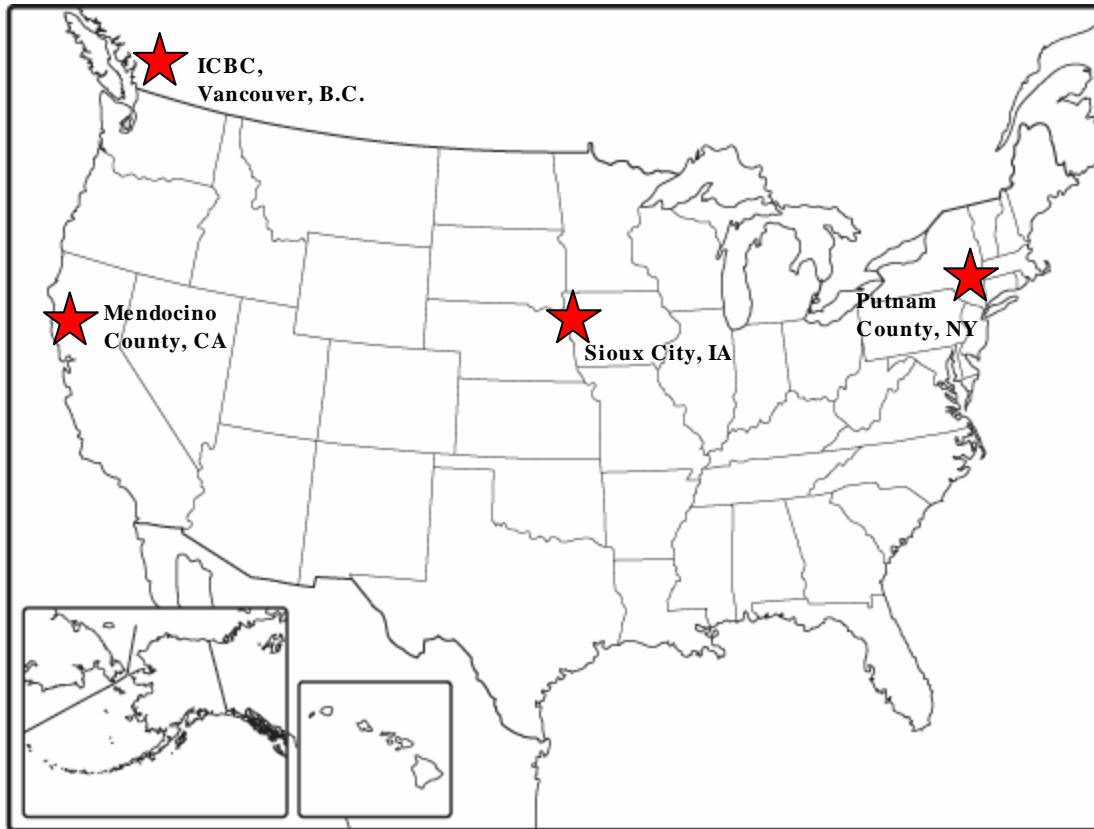 ICBC,
Vancouver, B.C.
Mendocino
County, CA
Sioux City, IA
Putnam
County, NY